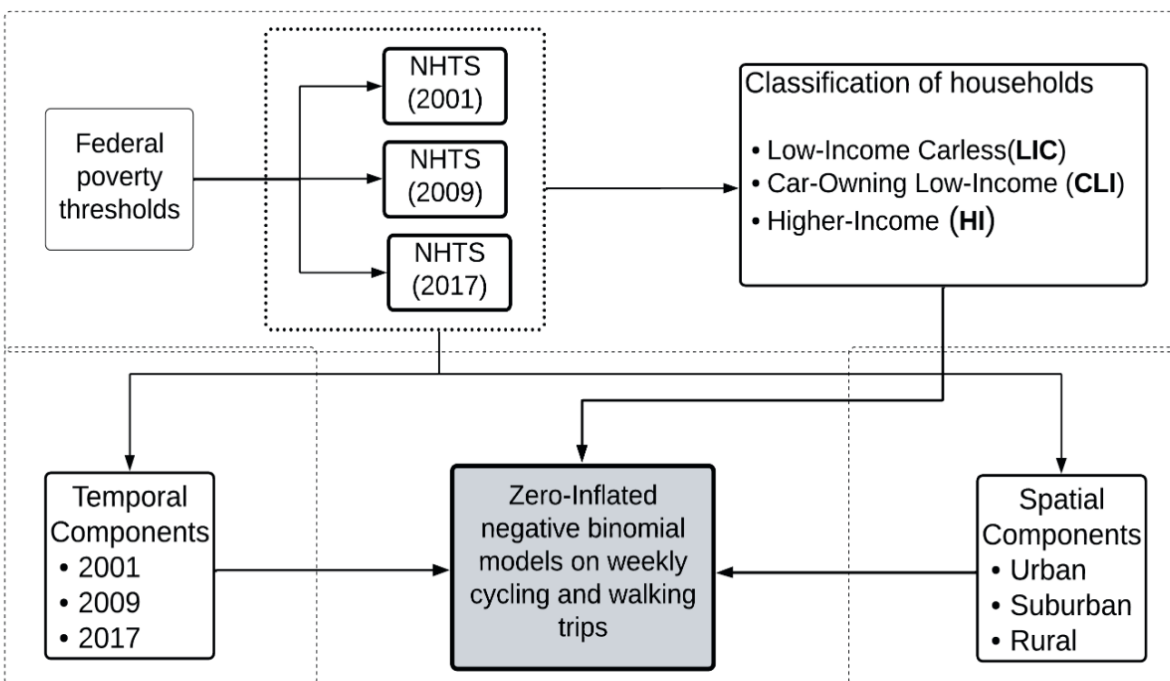 Federal
poverty
thresholds
NHTS
(2001)
NHTS
(2009)
NHTS
(2017)
Classification of households
• Low-Income Carless(LIC)
• Car-Owning Low-Income (CLI)
• Higher-Income (HI)
Temporal
Components
• 2001
• 2009
• 2017
Zero-Inflated
negative binomial
models on weekly
cycling and walking
trips
Spatial
Components
• Urban
• Suburban
• Rural